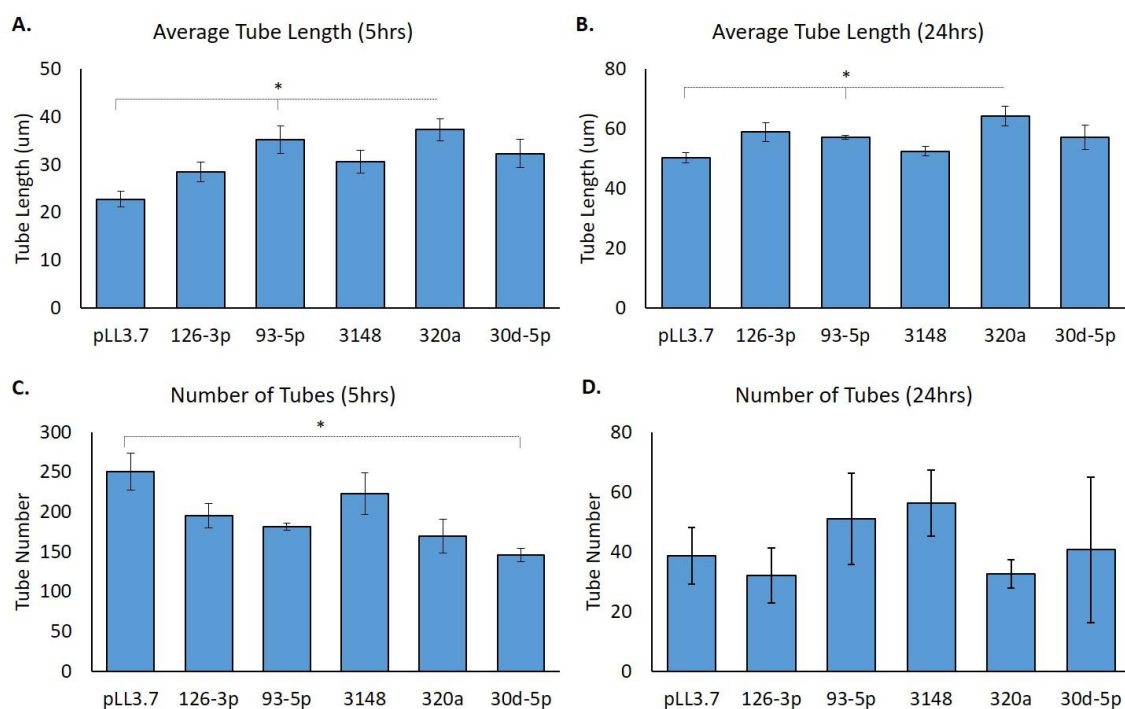 A.
Average Tube Length (5hrs)
50
40
30
20
10
0
Tube Length (um)
*
pLL3.7 126-3p 93-5p 3148 320a 30d-5p
B.
Average Tube Length (24hrs)
80
60
40
20
0
Tube Length (um)
*
pLL3.7 126-3p 93-5p 3148 320a 30d-5p
C.
Number of Tubes (5hrs)
300
250
200
150
100
50
0
Tube Number
*
pLL3.7 126-3p 93-5p 3148 320a 30d-5p
D.
Number of Tubes (24hrs)
80
60
40
20
0
Tube Number
pLL3.7 126-3p 93-5p 3148 320a 30d-5p